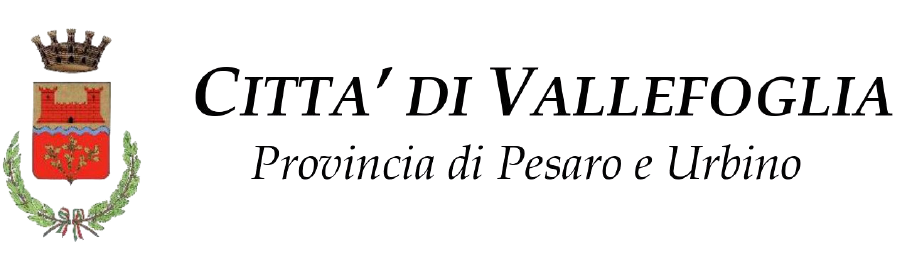 CITTA' DI VALLEFOGLIA
Provincia di Pesaro e Urbino